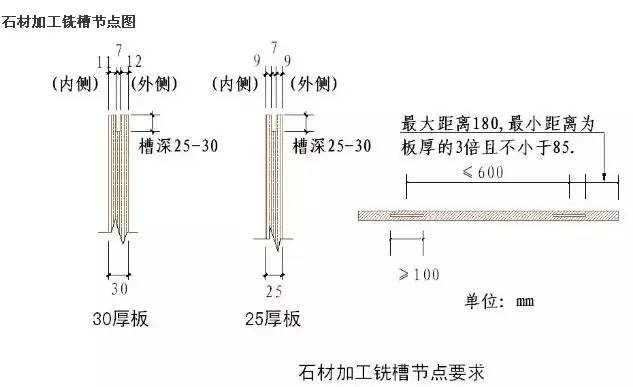 石材加工铣槽节点图
7
11 12
(内侧) (外侧)
槽深25-30
30
30厚板
7
9 9
(内侧) (外侧)
槽深25-30
25
25厚板
最大距离180,最小距离为
板厚的3倍且不小于85.
≤600
≥100
单位: mm
石材加工铣槽节点要求